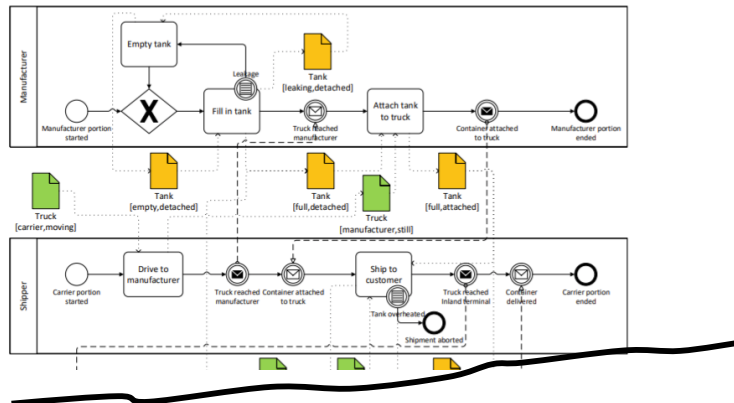 Manufacturer
Empty tank
Leakage
Tank
[leaking,detached]
Fill in tank
Attach tank
to truck
X
Manufacturer portion
started
Truck reached
manufacturer
Container attached
to truck
Manufacturer portion
ended
Truck
[carrier,moving]
Tank
[empty,detached]
Tank
[full,detached]
Truck
[manufacturer,still]
Tank
[full,attached]
Shipper
Drive to
manufacturer
Ship to
customer
Carrier portion
started
Truck reached
manufacturer
Container attached
to truck
Tank overheated
Truck reached
Inland terminal
Container
delivered
Carrier portion
ended
Shipment aborted